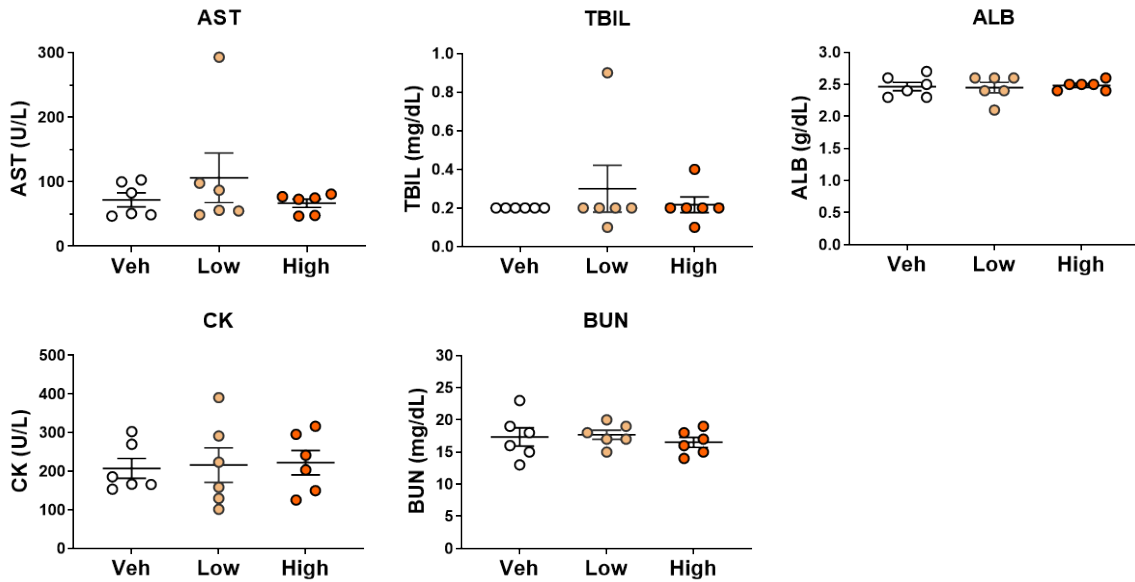 AST
300
200
100
0
AST (U/L)
Veh Low High
TBIL
1.0
0.8
0.6
0.4
0.2
0.0
TBIL (mg/dL)
Veh Low High
ALB
3.0
2.5
2.0
1.5
1.0
0.5
0.0
ALB (g/dL)
Veh Low High
CK
500
400
300
200
100
0
CK (U/L)
Veh Low High
BUN
30
25
20
15
10
5
0
BUN (mg/dL)
Veh Low High